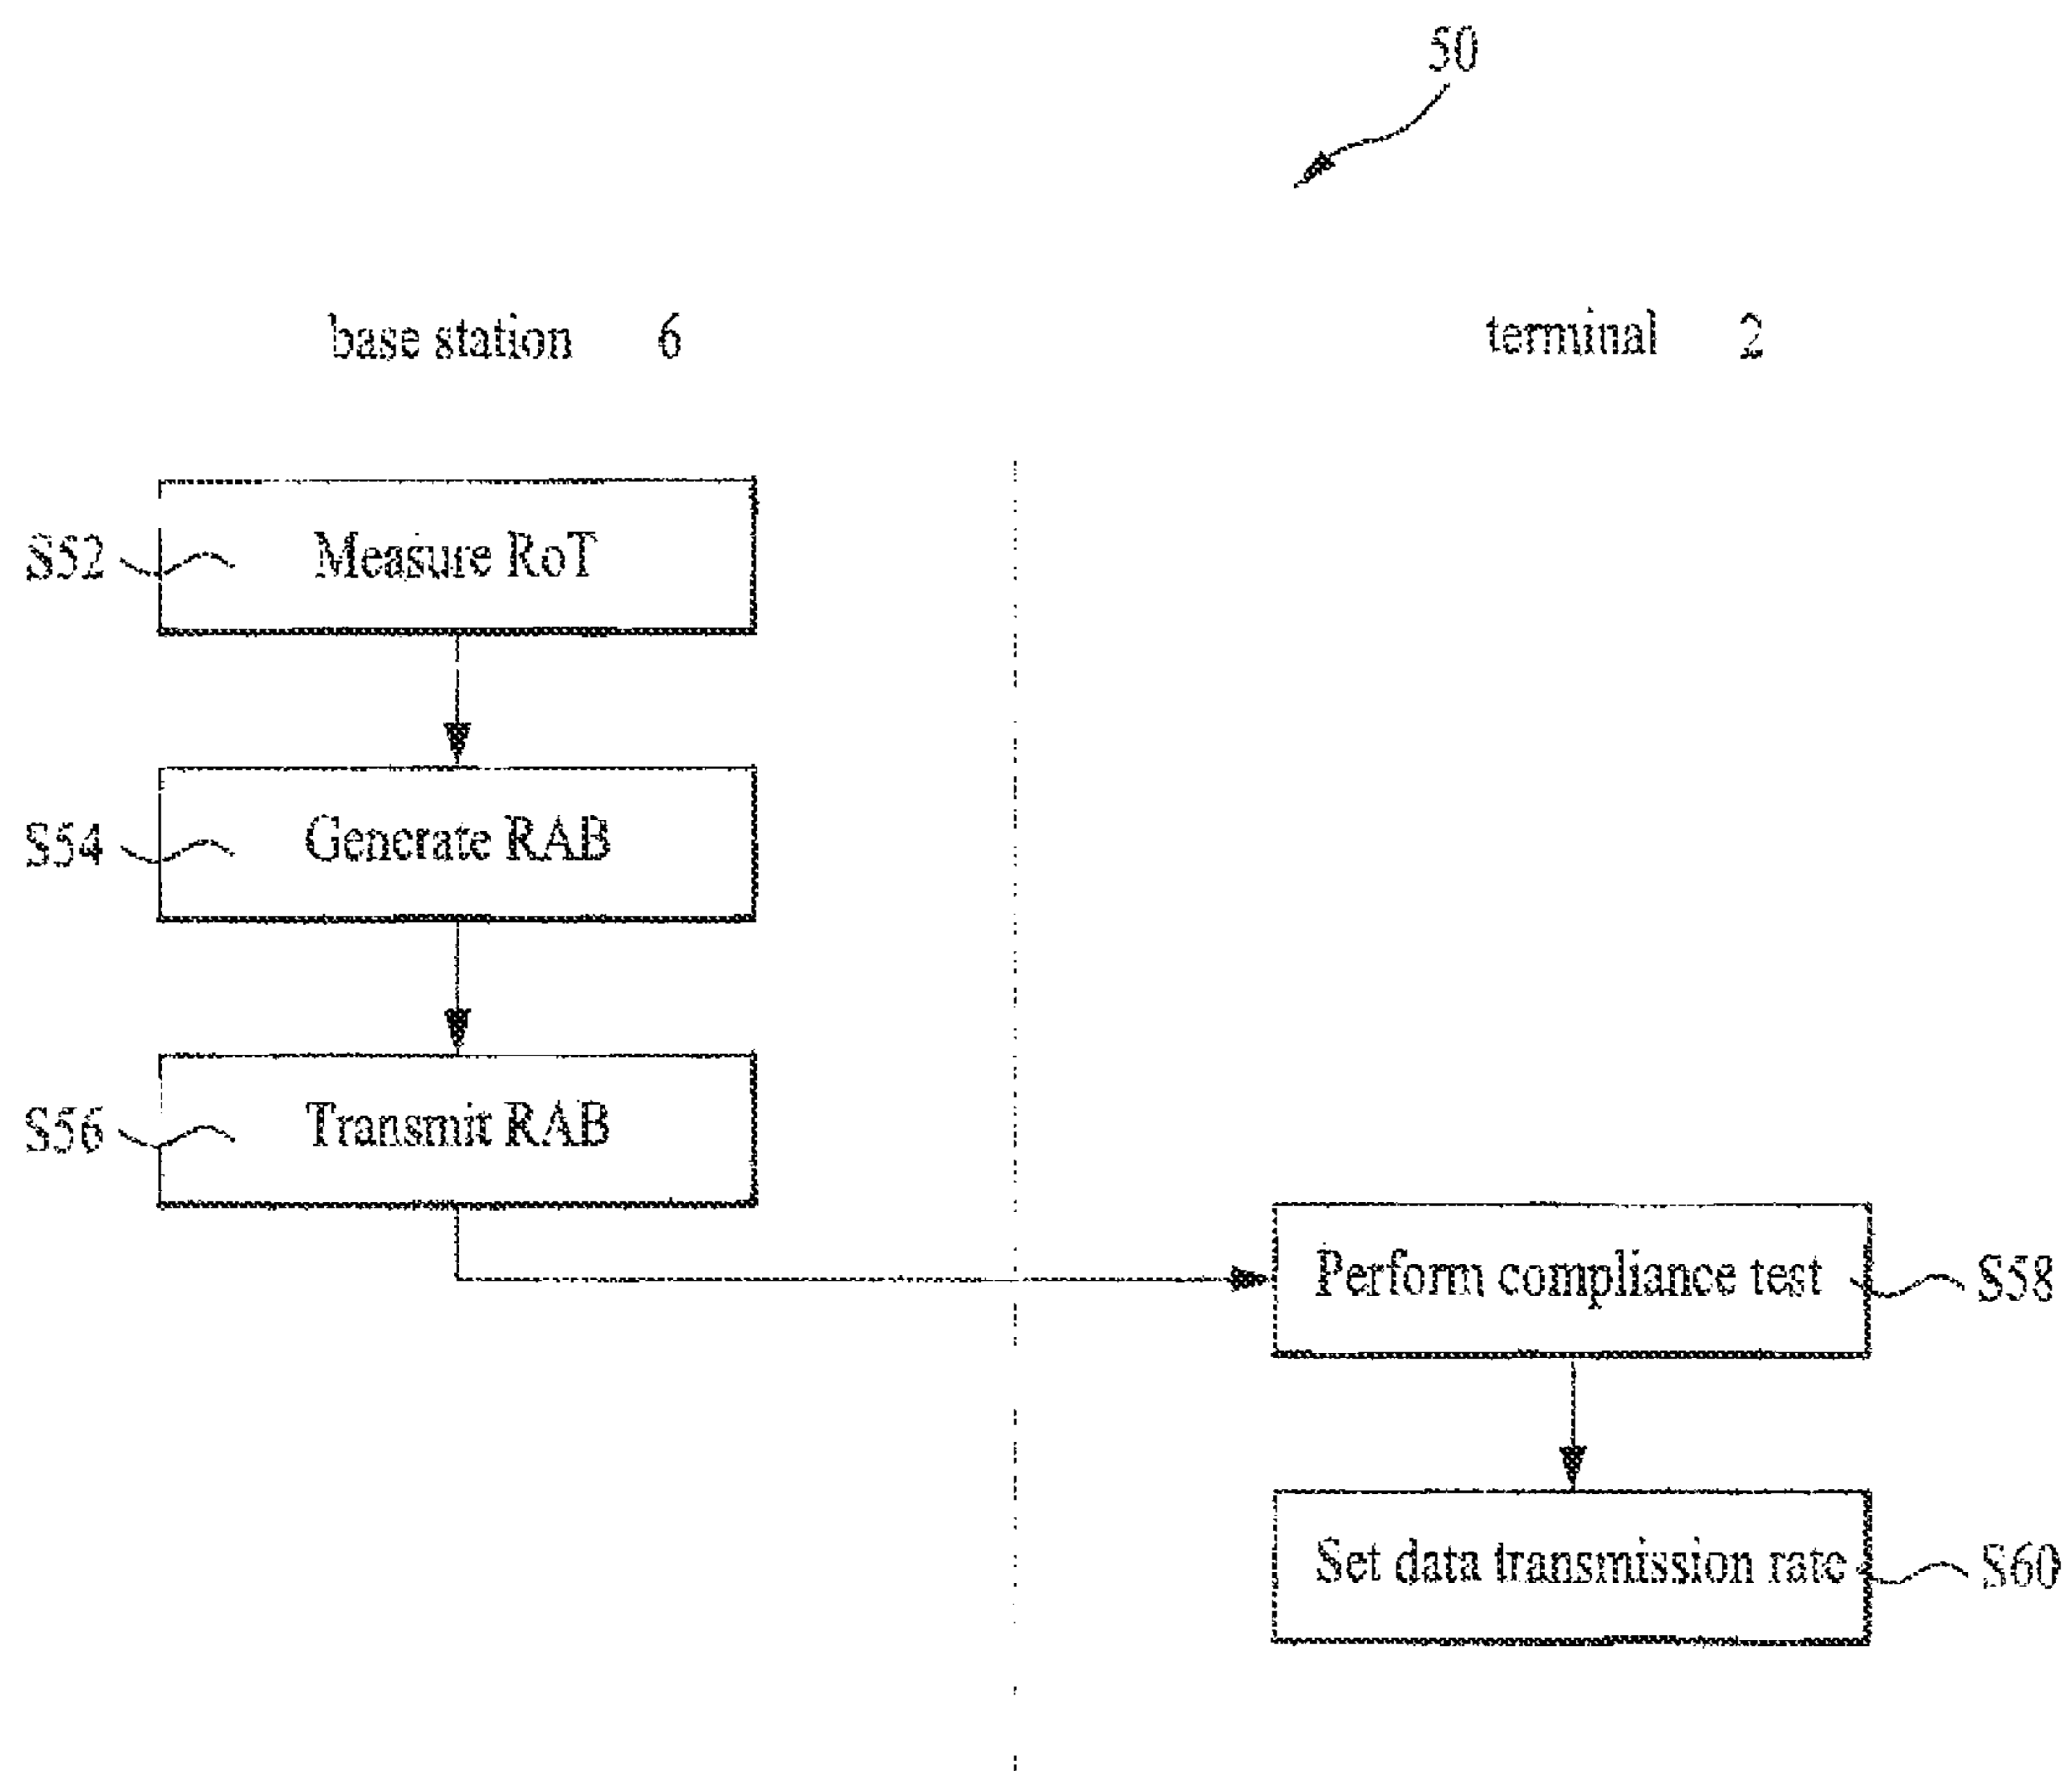 50
base station 6
terminal 2
S52
Measure RoT
S54
Generate RAB
S56
Transmit RAB
Perform compliance test
S58
Set data transmission rate
S60